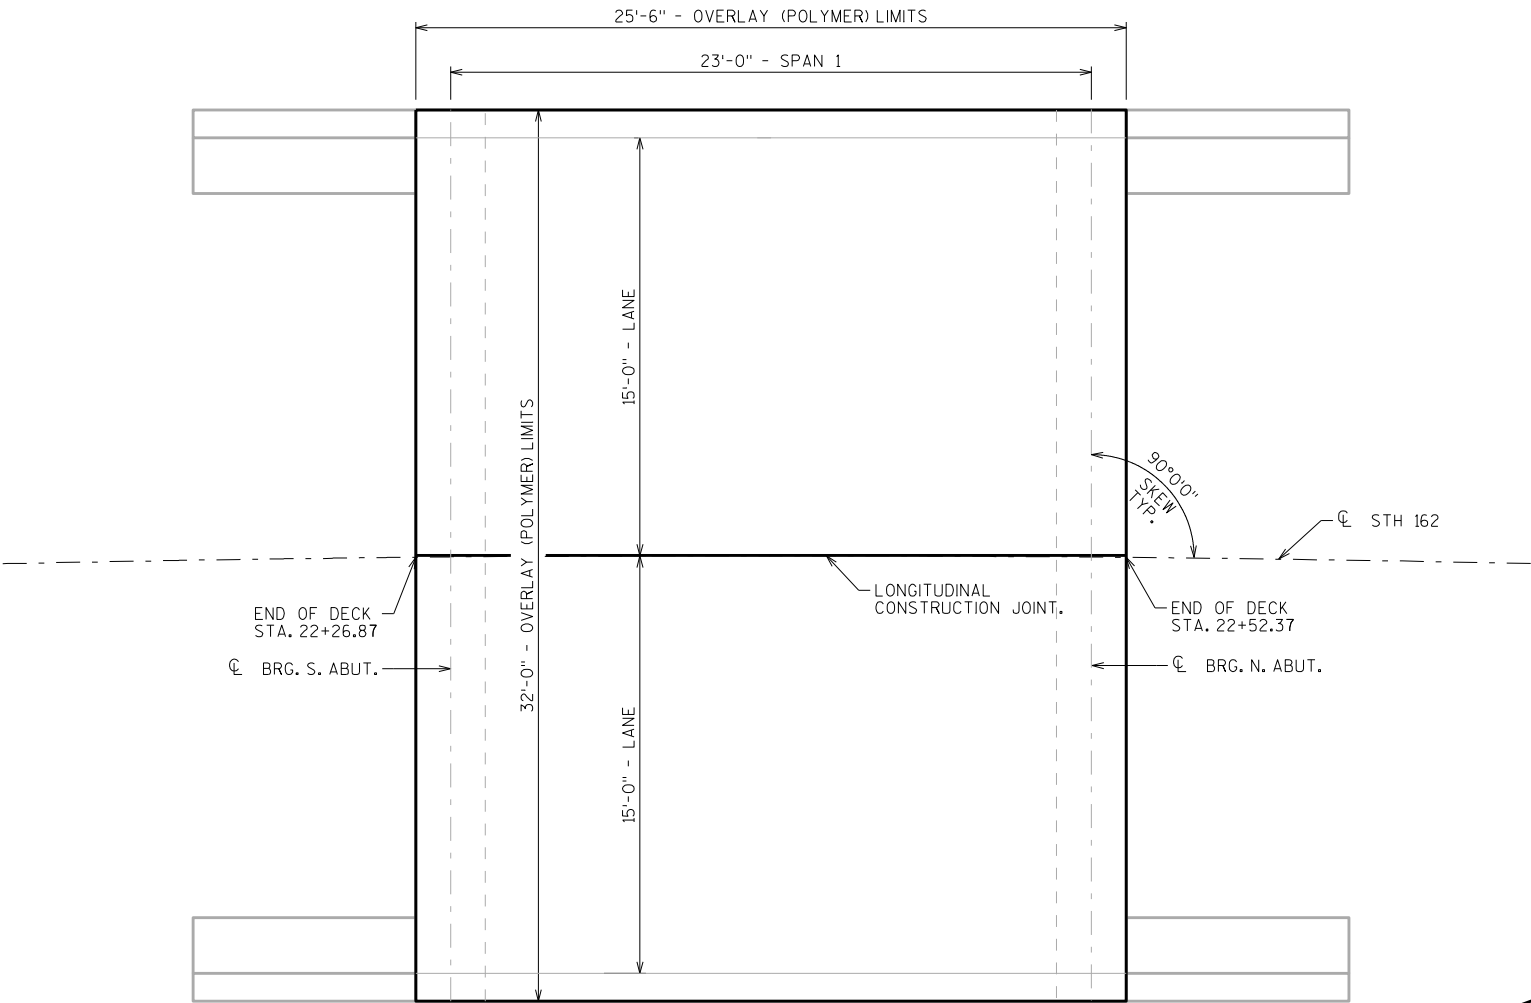 25'-6" - OVERLAY (POLYMER) LIMITS
23'-0" - SPAN 1
15'-0" - LANE
32'-0" - OVERLAY (POLYMER) LIMITS
90°0'0"
SKEW
TYP.
℄ STH 162
LONGITUDINAL
CONSTRUCTION JOINT.
END OF DECK
STA. 22+26.87
END OF DECK
STA. 22+52.37
℄ BRG. S. ABUT.
℄ BRG. N. ABUT.
15'-0" - LANE